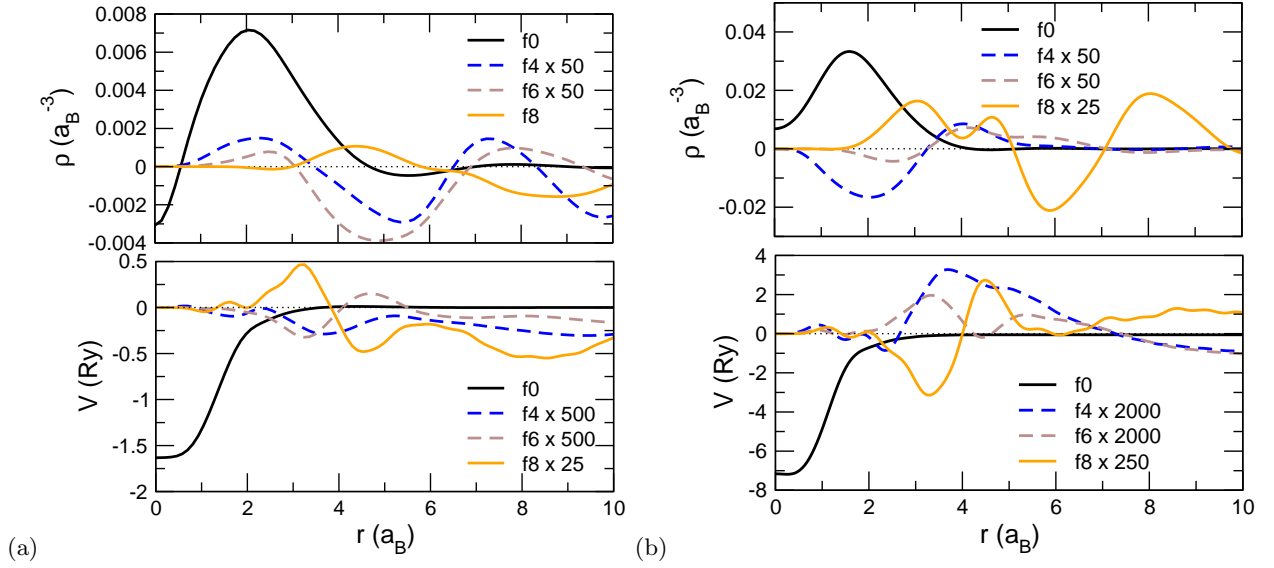 0.008
0.006
0.004
0.002
0
-0.002
-0.004
ρ (a_B^-3)
f0
f4 x 50
f6 x 50
f8
0.5
0
-0.5
-1
-1.5
-2
V (Ry)
f0
f4 x 500
f6 x 500
f8 x 25
0 2 4 6 8 10
r (a_B)
(a)
0.04
0.02
0
-0.02
ρ (a_B^-3)
f0
f4 x 50
f6 x 50
f8 x 25
4
2
0
-2
-4
-6
-8
V (Ry)
f0
f4 x 2000
f6 x 2000
f8 x 250
0 2 4 6 8 10
r (a_B)
(b)